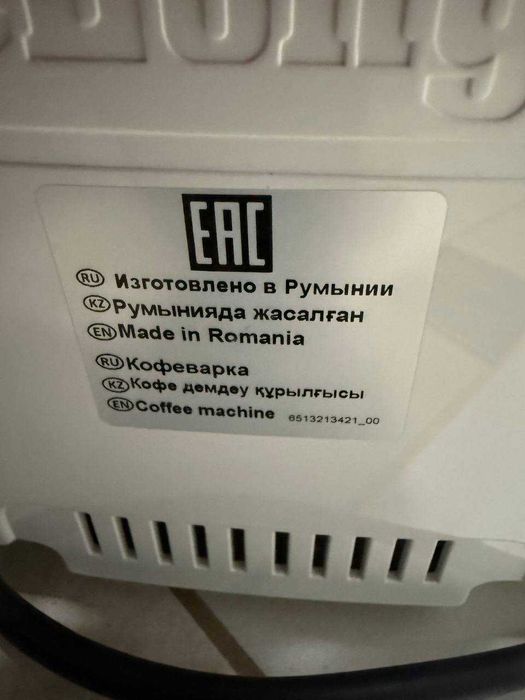 EAC
RU Изготовлено в Румынии
KZ Румынияда жасалған
EN Made in Romania
RU Кофеварка
KZ Кофе демдеу құрылғысы
EN Coffee machine 6513213421_00